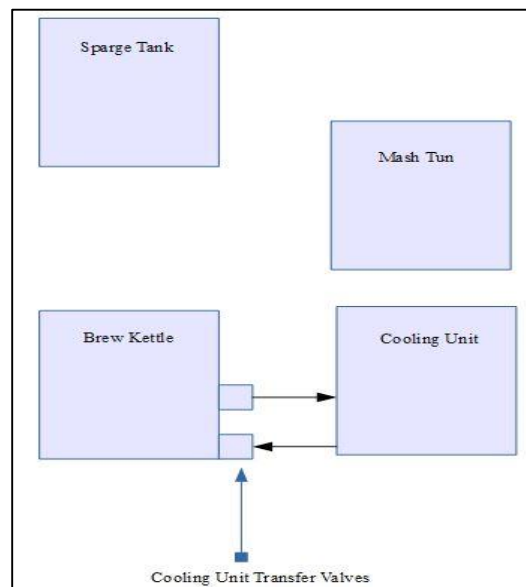 Sparge Tank
Mash Tun
Brew Kettle
Cooling Unit
Cooling Unit Transfer Valves